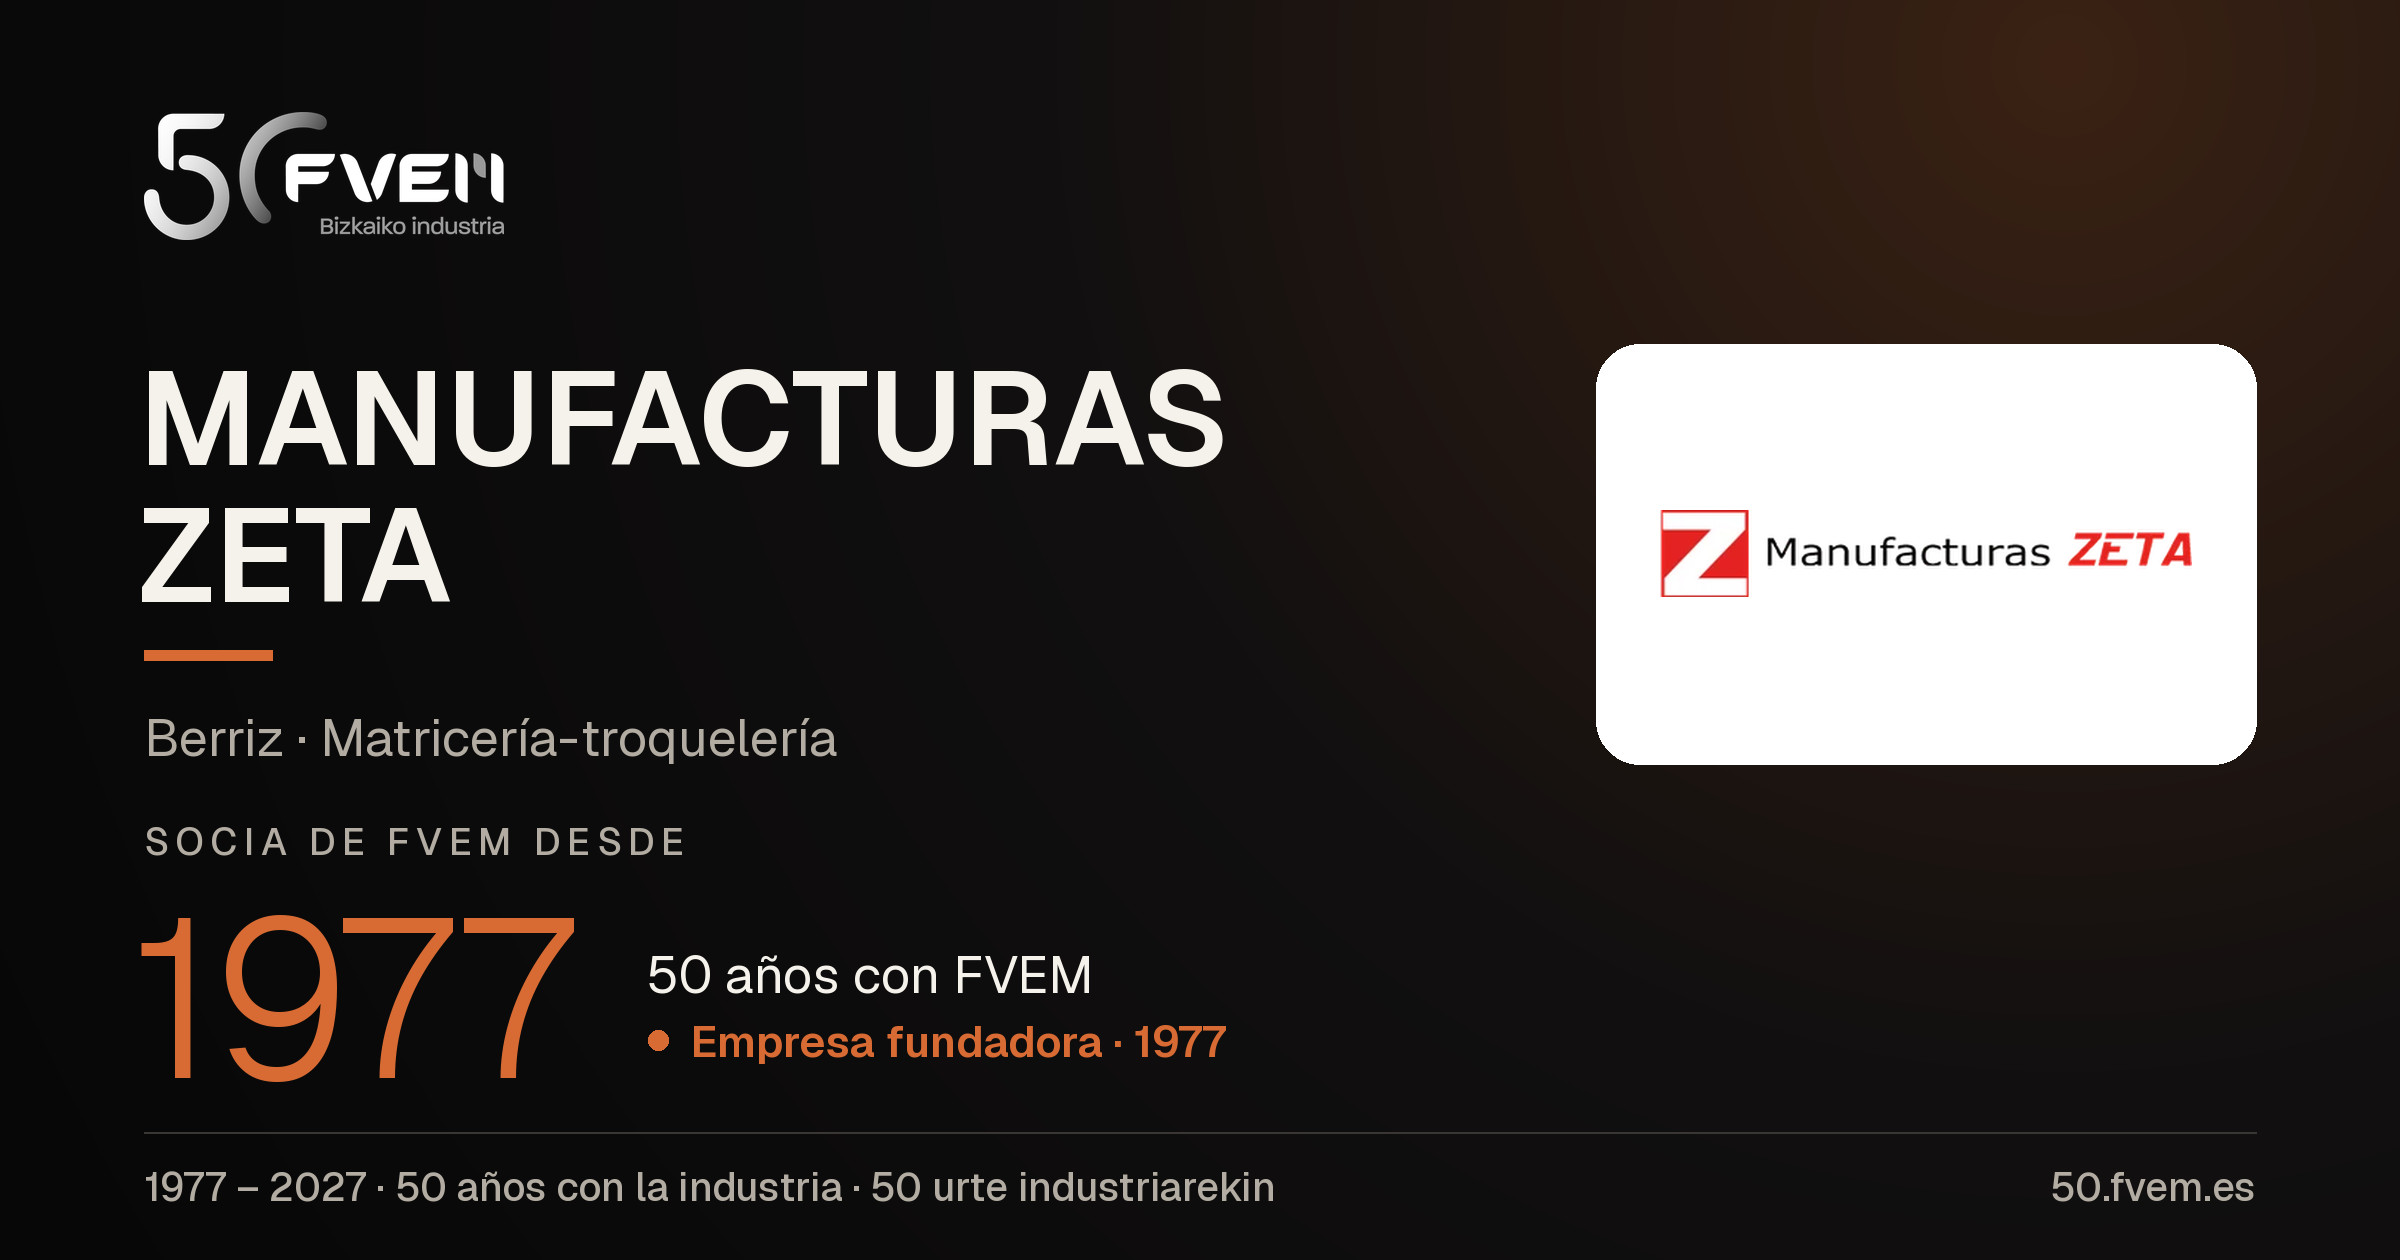 50 FVEM
Bizkaiko industria
MANUFACTURAS
ZETA
Z Manufacturas ZETA
Berriz · Matricería-troquelería
SOCIA DE FVEM DESDE
1977
50 años con FVEM
Empresa fundadora · 1977
1977 – 2027 · 50 años con la industria · 50 urte industriarekin
50.fvem.es